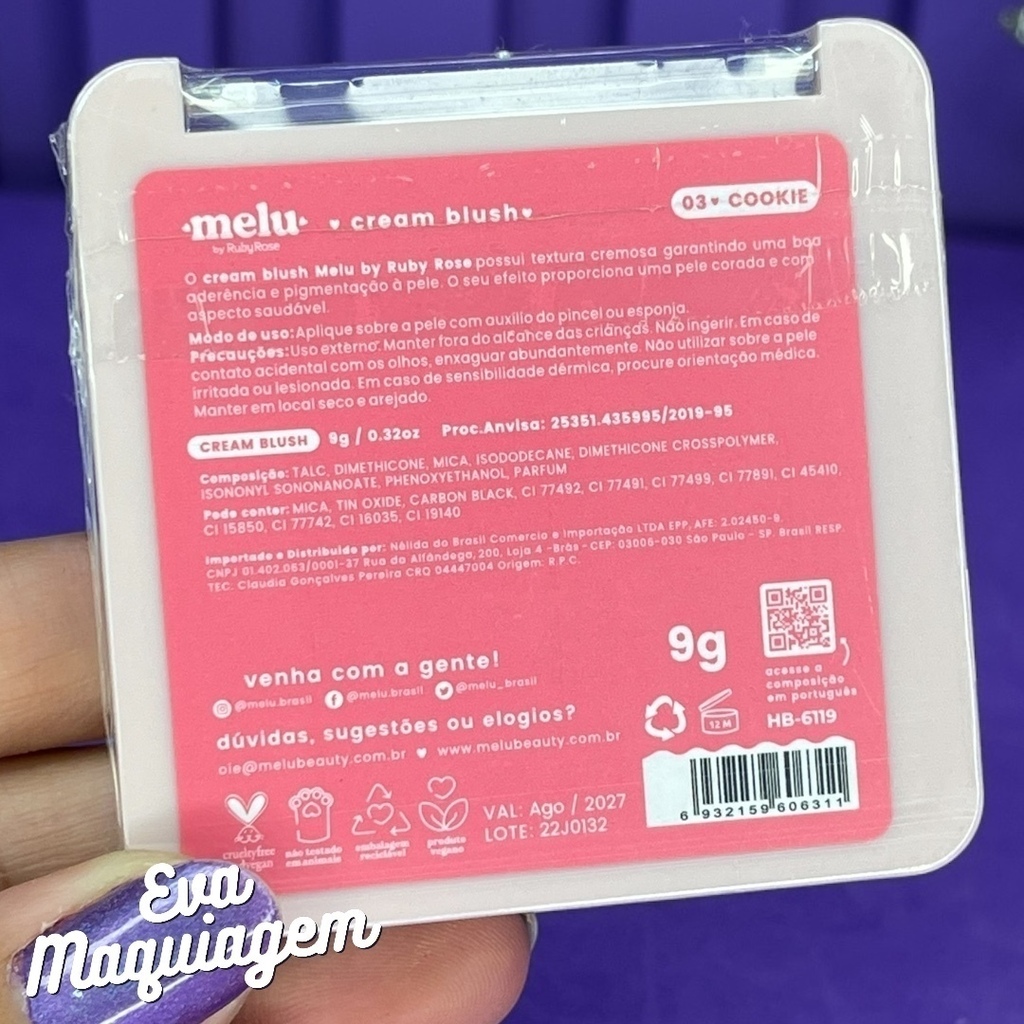 melu
by Ruby Rose
cream blush
03 COOKIE
O cream blush Melu by Ruby Rose possui textura cremosa garantindo uma boa
aderência e pigmentação à pele. O seu efeito proporciona uma pele corada e com
aspecto saudável.
Modo de uso: Aplique sobre a pele com auxílio do pincel ou esponja.
Precauções: Uso externo. Manter fora do alcance das crianças. Não ingerir. Em caso de
contato acidental com os olhos, enxaguar abundantemente. Não utilizar sobre a pele
irritada ou lesionada. Em caso de sensibilidade dérmica, procure orientação médica.
Manter em local seco e arejado.
CREAM BLUSH 9g / 0.32oz Proc.Anvisa: 25351.435995/2019-95
Composição: TALC, DIMETHICONE, MICA, ISODODECANE, DIMETHICONE CROSSPOLYMER,
ISONONYL SONONANOATE, PHENOXYETHANOL, PARFUM
Pode conter: MICA, TIN OXIDE, CARBON BLACK, CI 77492, CI 77491, CI 77499, CI 77891, CI 45410,
CI 15850, CI 77742, CI 16035, CI 19140
Importado e Distribuido por: Nélida do Brasil Comercio e Importação LTDA EPP, AFE: 2.02450-9.
CNPJ 01.402.063/0001-37 Rua da Alfândega, 200, Loja 4 -Brás - CEP: 03006-030 São Paulo - SP. Brasil RESP.
TEC: Claudia Gonçalves Pereira CRQ 04447004 Origem: R.P.C.
9g
acesse a
composição
em português
HB-6119
12 M
venha com a gente!
@melu.brasil @melu.brasil @melu_brasil
dúvidas, sugestões ou elogios?
oie@melubeauty.com.br www.melubeauty.com.br
crueltyfree
não testado
em animais
embalagem
reciclável
produto
vegano
VAL: Ago / 2027
LOTE: 22J0132
6 932159 606311
Eva
Maquiagem